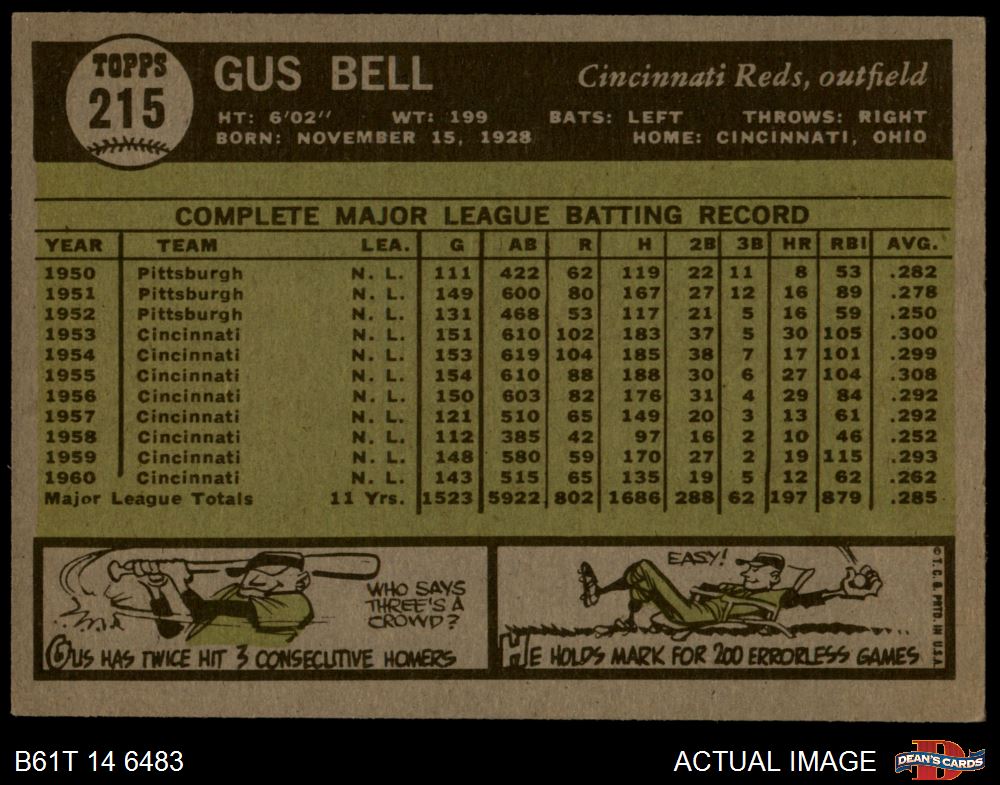 TOPPS
215
GUS BELL
Cincinnati Reds, outfield
HT: 6'02" WT: 199 BATS: LEFT THROWS: RIGHT
BORN: NOVEMBER 15, 1928 HOME: CINCINNATI, OHIO
COMPLETE MAJOR LEAGUE BATTING RECORD
YEAR TEAM LEA. G AB R H 2B 3B HR RBI AVG.
1950 Pittsburgh N. L. 111 422 62 119 22 11 8 53 .282
1951 Pittsburgh N. L. 149 600 80 167 27 12 16 89 .278
1952 Pittsburgh N. L. 131 468 53 117 21 5 16 59 .250
1953 Cincinnati N. L. 151 610 102 183 37 5 30 105 .300
1954 Cincinnati N. L. 153 619 104 185 38 7 17 101 .299
1955 Cincinnati N. L. 154 610 88 188 30 6 27 104 .308
1956 Cincinnati N. L. 150 603 82 176 31 4 29 84 .292
1957 Cincinnati N. L. 121 510 65 149 20 3 13 61 .292
1958 Cincinnati N. L. 112 385 42 97 16 2 10 46 .252
1959 Cincinnati N. L. 148 580 59 170 27 2 19 115 .293
1960 Cincinnati N. L. 143 515 65 135 19 5 12 62 .262
Major League Totals 11 Yrs. 1523 5922 802 1686 288 62 197 879 .285
WHO SAYS
THREE'S A
CROWD?
GUS HAS TWICE HIT 3 CONSECUTIVE HOMERS
EASY!
HE HOLDS MARK FOR 200 ERRORLESS GAMES
© T. C. G. PRTD. IN U.S.A.
B61T 14 6483
ACTUAL IMAGE
DEAN'S CARDS